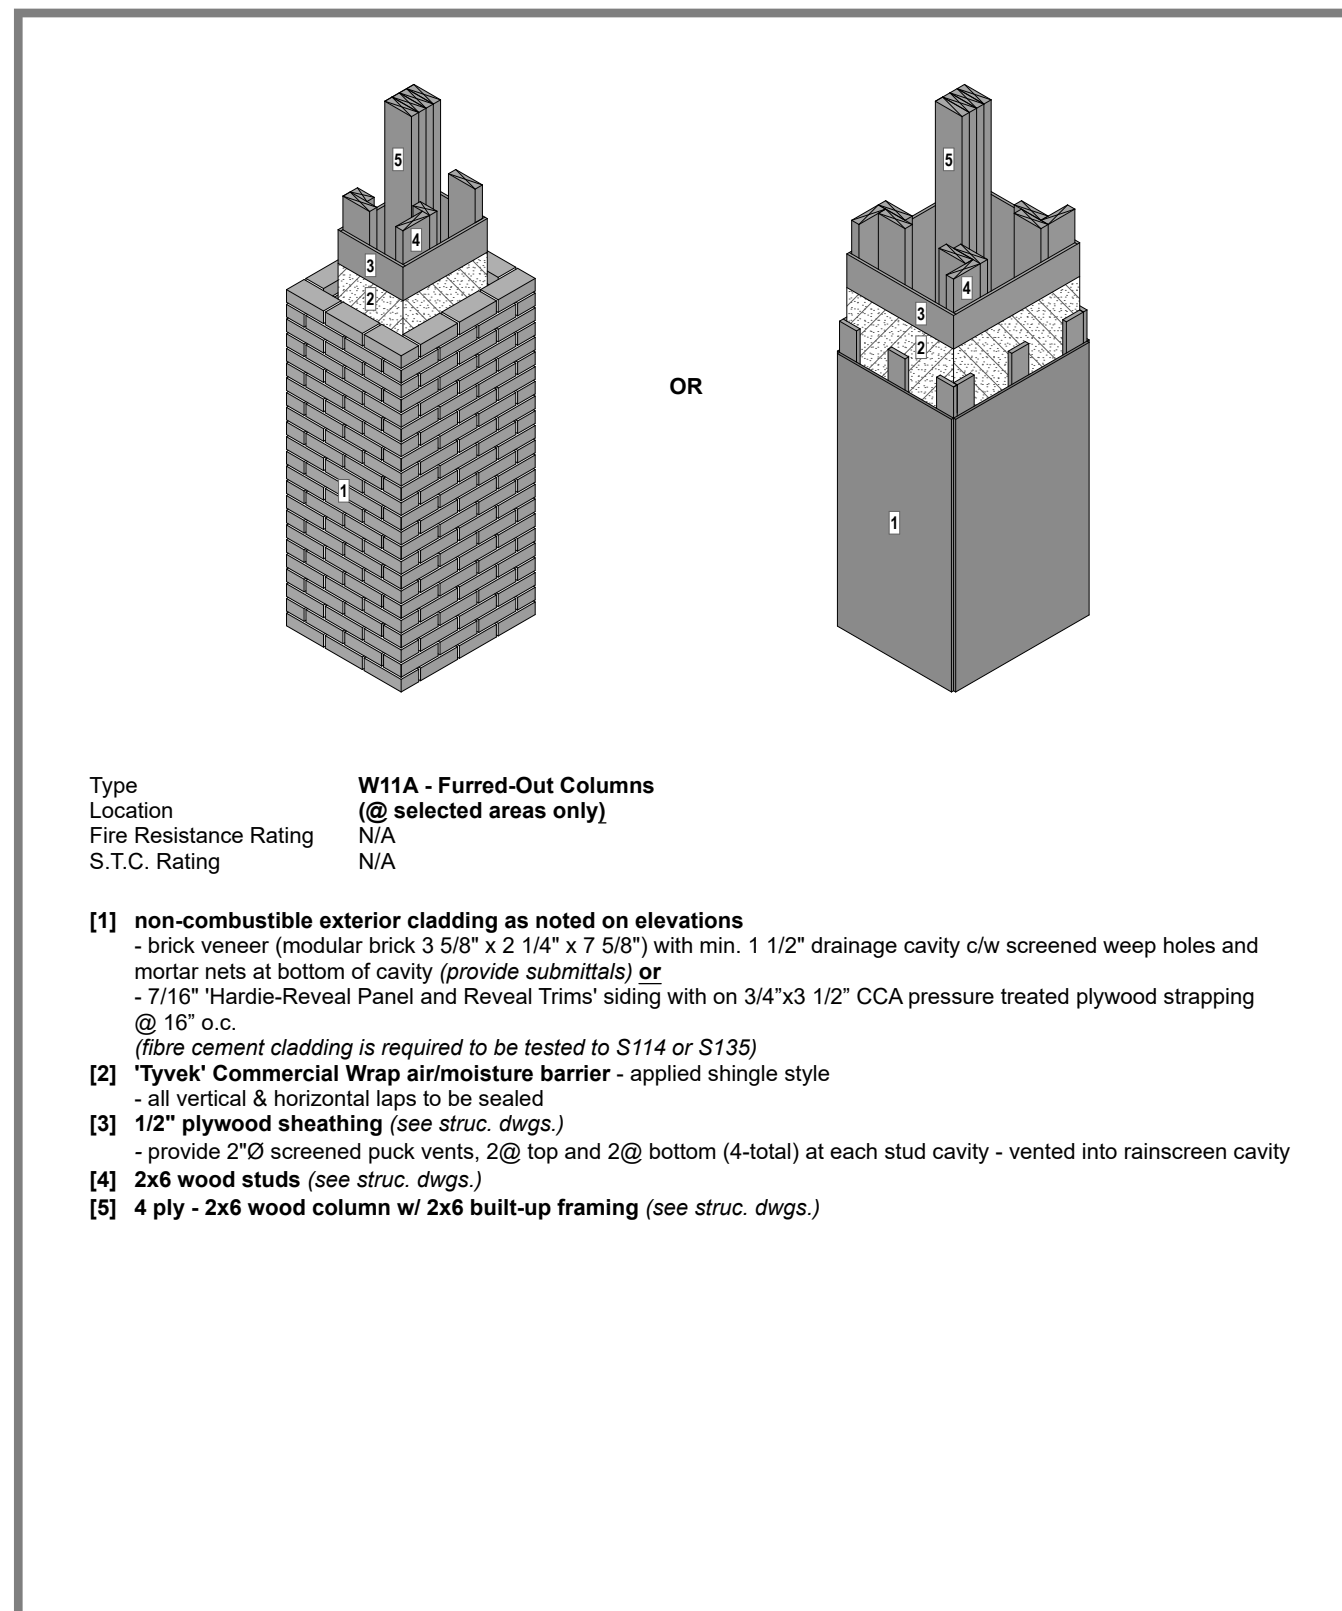 5
4
3
2
1
OR
5
4
3
2
1
Type W11A - Furred-Out Columns
Location (@ selected areas only)
Fire Resistance Rating N/A
S.T.C. Rating N/A
[1] non-combustible exterior cladding as noted on elevations
- brick veneer (modular brick 3 5/8" x 2 1/4" x 7 5/8") with min. 1 1/2" drainage cavity c/w screened weep holes and
mortar nets at bottom of cavity (provide submittals) or
- 7/16" 'Hardie-Reveal Panel and Reveal Trims' siding with on 3/4”x3 1/2” CCA pressure treated plywood strapping
@ 16” o.c.
(fibre cement cladding is required to be tested to S114 or S135)
[2] 'Tyvek' Commercial Wrap air/moisture barrier - applied shingle style
- all vertical & horizontal laps to be sealed
[3] 1/2" plywood sheathing (see struc. dwgs.)
- provide 2"Ø screened puck vents, 2@ top and 2@ bottom (4-total) at each stud cavity - vented into rainscreen cavity
[4] 2x6 wood studs (see struc. dwgs.)
[5] 4 ply - 2x6 wood column w/ 2x6 built-up framing (see struc. dwgs.)